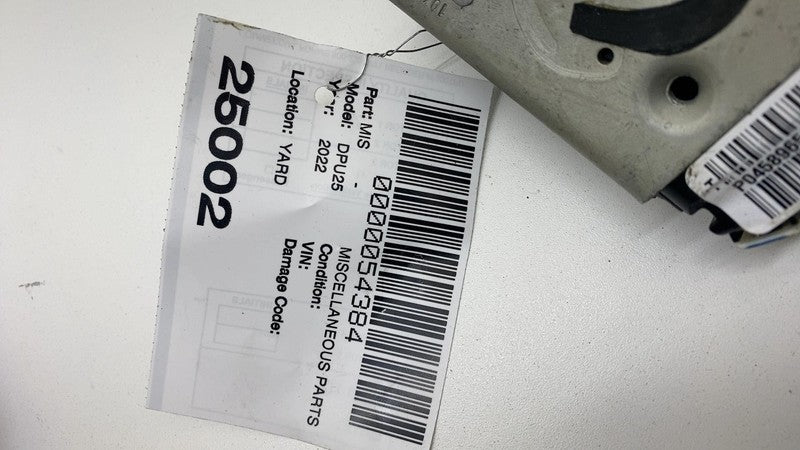 0000054384
Part: MIS - MISCELLANEOUS PARTS
Model: DPU25 Condition:
Year: 2022 VIN:
Location: YARD Damage Code:
25002